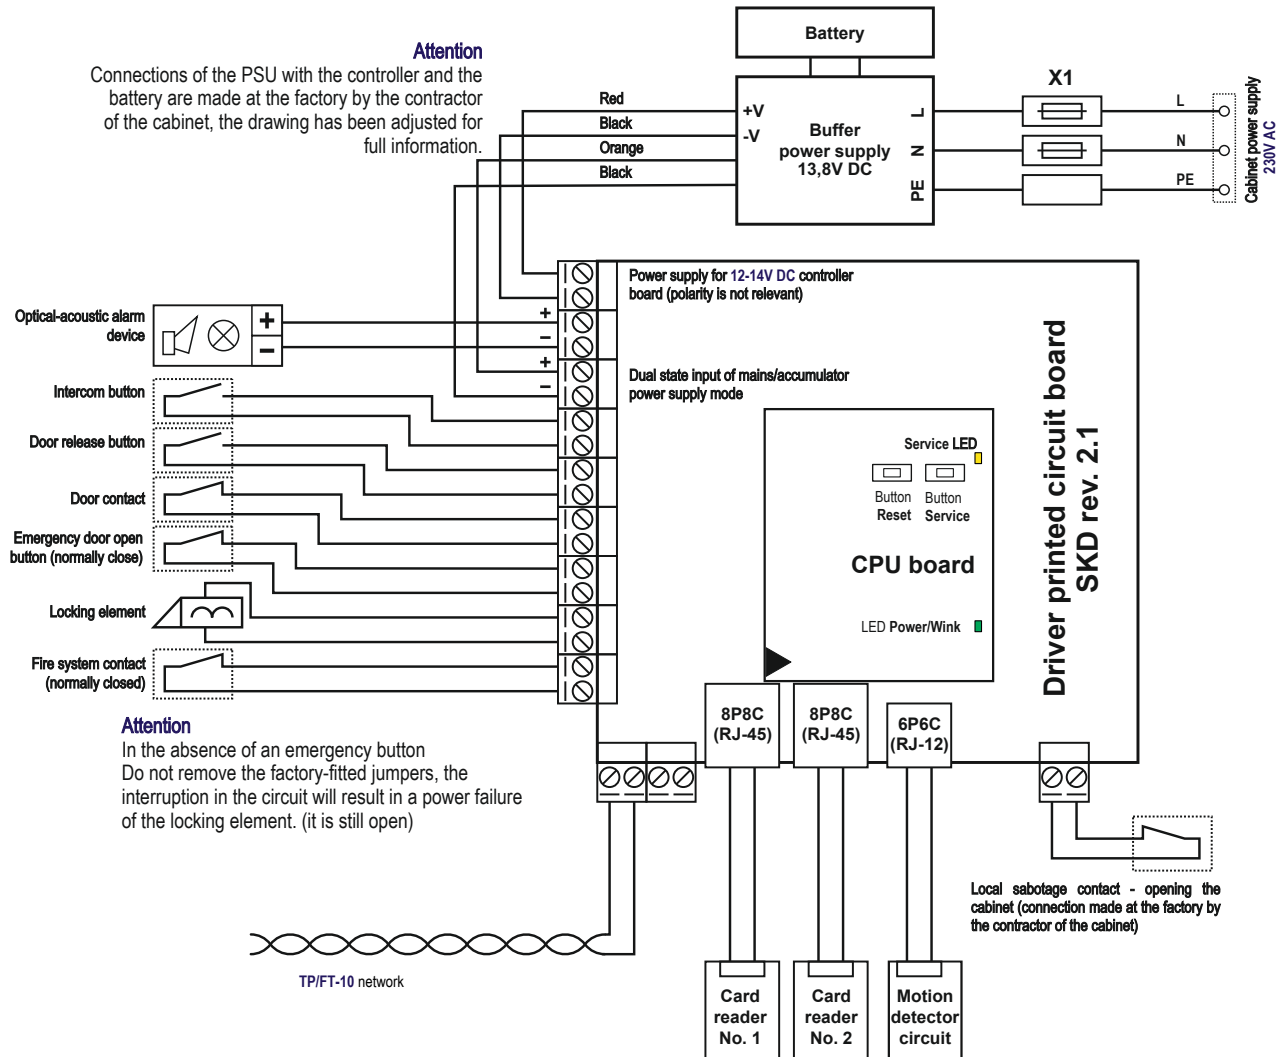 Battery
Attention
Connections of the PSU with the controller and the
battery are made at the factory by the contractor
of the cabinet, the drawing has been adjusted for
full information.
Red
Black
Orange
Black
+V
-V
Buffer
power supply
13,8V DC
L
N
PE
X1
L
N
PE
Cabinet power supply
230V AC
Power supply for 12-14V DC controller
board (polarity is not relevant)
+
−
+
−
Dual state input of mains/accumulator
power supply mode
Optical-acoustic alarm
device
+
−
Intercom button
Door release button
Door contact
Emergency door open
button (normally close)
Locking element
Fire system contact
(normally closed)
Service LED
Button
Reset
Button
Service
CPU board
LED Power/Wink
Driver printed circuit board
SKD rev. 2.1
8P8C
(RJ-45)
8P8C
(RJ-45)
6P6C
(RJ-12)
Attention
In the absence of an emergency button
Do not remove the factory-fitted jumpers, the
interruption in the circuit will result in a power failure
of the locking element. (it is still open)
Local sabotage contact - opening the
cabinet (connection made at the factory by
the contractor of the cabinet)
TP/FT-10 network
Card
reader
No. 1
Card
reader
No. 2
Motion
detector
circuit